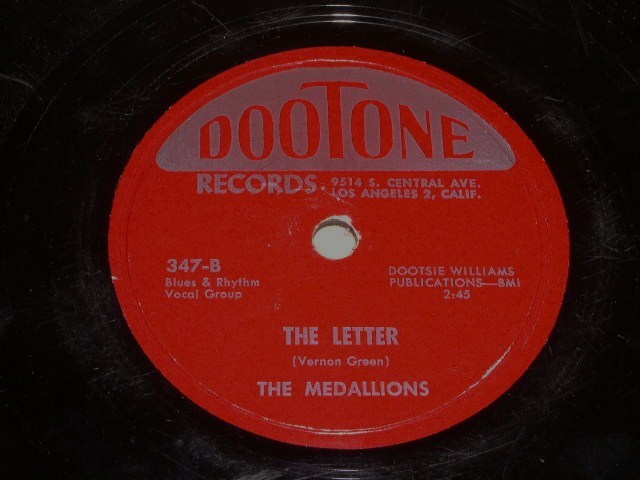 DOOTONE
RECORDS. 9514 S. CENTRAL AVE.
LOS ANGELES 2, CALIF.
347-B
Blues & Rhythm
Vocal Group
DOOTSIE WILLIAMS
PUBLICATIONS—BMI
2:45
THE LETTER
(Vernon Green)
THE MEDALLIONS